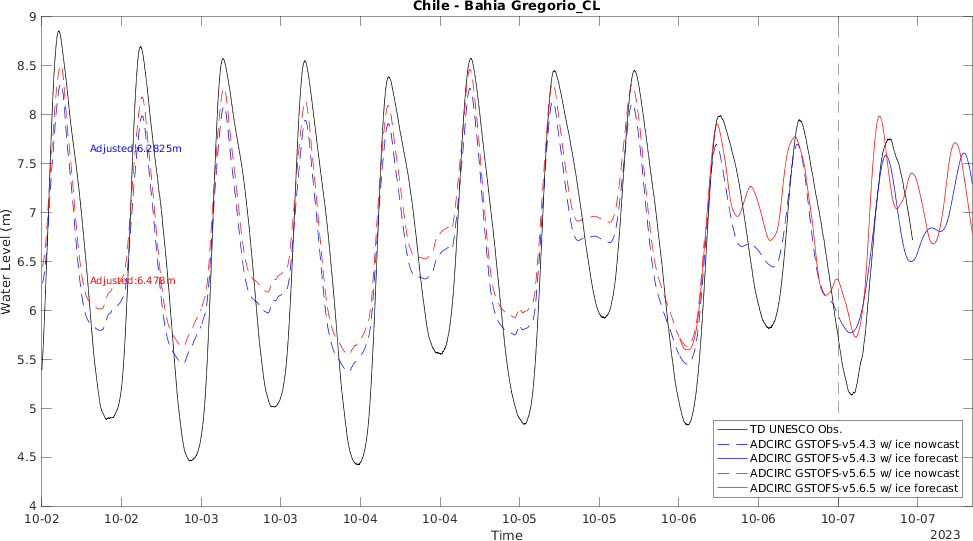 Chile - Bahia Gregorio_CL
Water Level (m)
9
8.5
8
7.5
7
6.5
6
5.5
5
4.5
4
Adjusted:6.2825m
Adjusted:6.478m
TD UNESCO Obs.
ADCIRC GSTOFS-v5.4.3 w/ ice nowcast
ADCIRC GSTOFS-v5.4.3 w/ ice forecast
ADCIRC GSTOFS-v5.6.5 w/ ice nowcast
ADCIRC GSTOFS-v5.6.5 w/ ice forecast
10-02 10-02 10-03 10-03 10-04 10-04 10-05 10-05 10-06 10-06 10-07 10-07
Time
2023